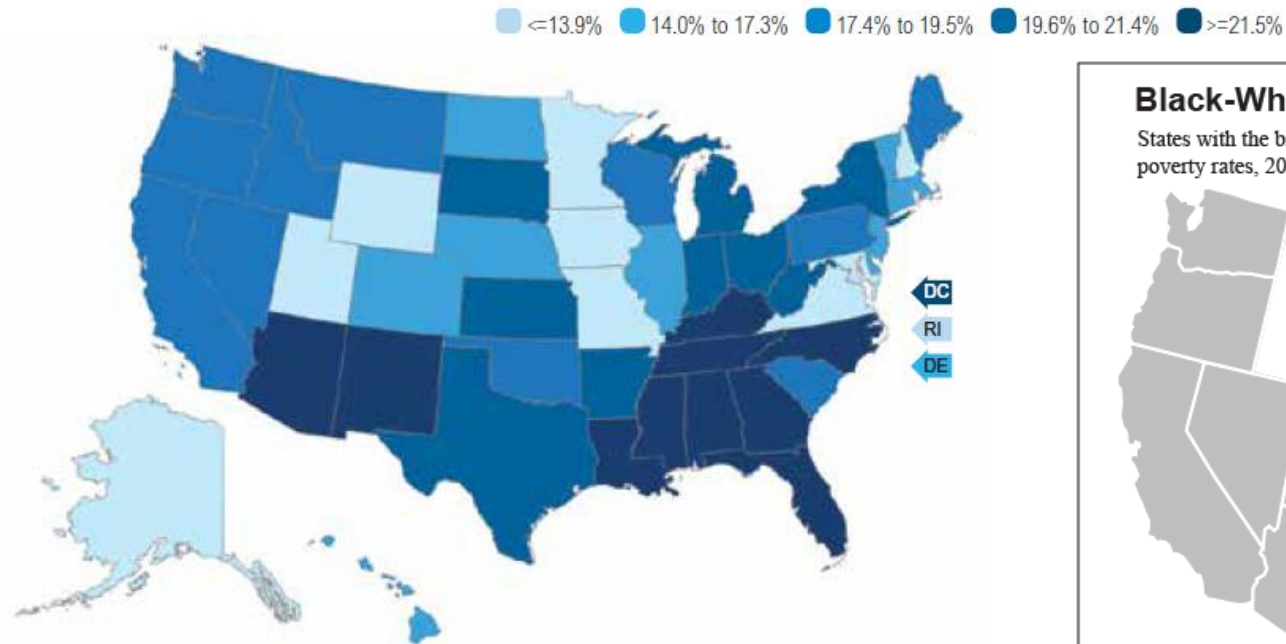 <=13.9% 14.0% to 17.3% 17.4% to 19.5% 19.6% to 21.4% >=21.5%
DC
RI
DE
Black-Wh
States with the b
poverty rates, 20